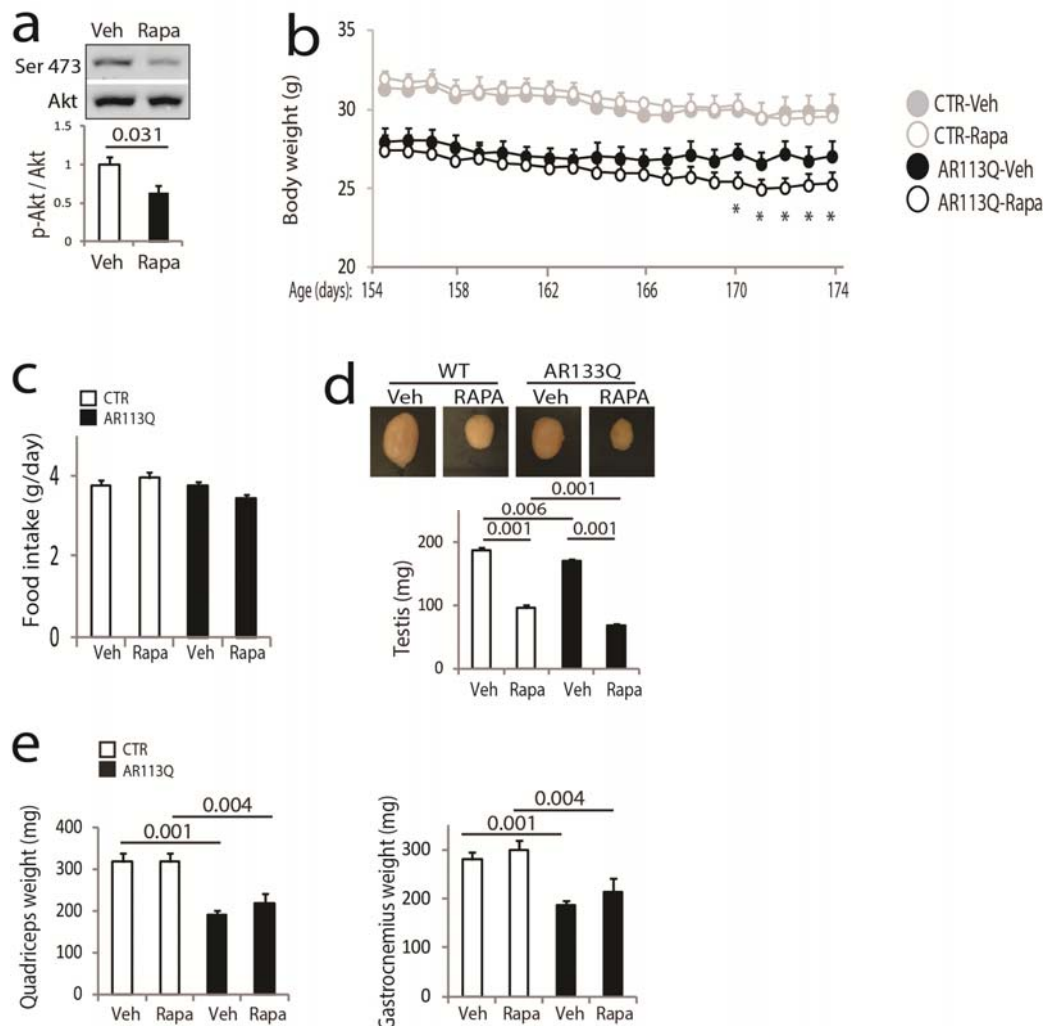 a
Veh Rapa
Ser 473
Akt
p-Akt / Akt
1.5
1
0.5
0
0.031
Veh Rapa
b
Body weight (g)
35
30
25
20
* * * * *
Age (days): 154 158 162 166 170 174
CTR-Veh
CTR-Rapa
AR113Q-Veh
AR113Q-Rapa
c
CTR
AR113Q
Food intake (g/day)
4
2
0
Veh Rapa Veh Rapa
d
WT AR133Q
Veh RAPA Veh RAPA
0.001
0.006
0.001 0.001
Testis (mg)
200
100
0
Veh Rapa Veh Rapa
e
CTR
AR113Q
Quadriceps weight (mg)
400
300
200
100
0
0.004
0.001
Veh Rapa Veh Rapa
Gastrocnemius weight (mg)
300
200
100
0
0.004
0.001
Veh Rapa Veh Rapa